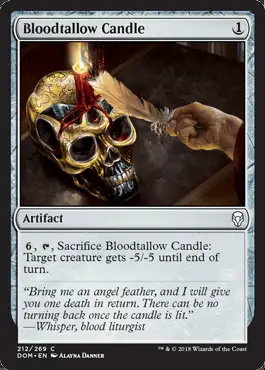 Bloodtallow Candle 1
Artifact
6, T, Sacrifice Bloodtallow Candle:
Target creature gets -5/-5 until end
of turn.
"Bring me an angel feather, and I will give
you one death in return. There can be no
turning back once the candle is lit."
—Whisper, blood liturgist
212/269 C
DOM • EN ALAYNA DANNER
™ & © 2018 Wizards of the Coast